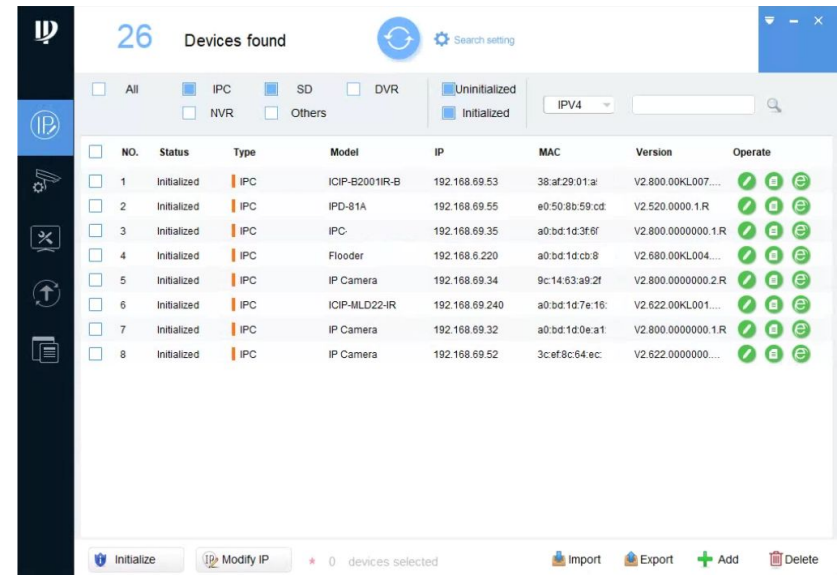 IP
26 Devices found Search setting
All IPC SD DVR Uninitialized
NVR Others Initialized IPV4
NO. Status Type Model IP MAC Version Operate
1 Initialized IPC ICIP-B2001IR-B 192.168.69.53 38:af:29:01:a V2.800.00KL007....
2 Initialized IPC IPD-81A 192.168.69.55 e0:50:8b:59:cd: V2.520.0000.1.R
3 Initialized IPC IPC- 192.168.69.35 a0:bd:1d:3f:6f V2.800.0000000.1.R
4 Initialized IPC Flooder 192.168.6.220 a0:bd:1d:cb:8 V2.680.00KL004....
5 Initialized IPC IP Camera 192.168.69.34 9c:14:63:a9:2f V2.800.0000000.2.R
6 Initialized IPC ICIP-MLD22-IR 192.168.69.240 a0:bd:1d:7e:16: V2.622.00KL001....
7 Initialized IPC IP Camera 192.168.69.32 a0:bd:1d:0e:a1: V2.800.0000000.1.R
8 Initialized IPC IP Camera 192.168.69.52 3c:ef:8c:64:ec: V2.622.0000000....
Initialize Modify IP * 0 devices selected Import Export Add Delete